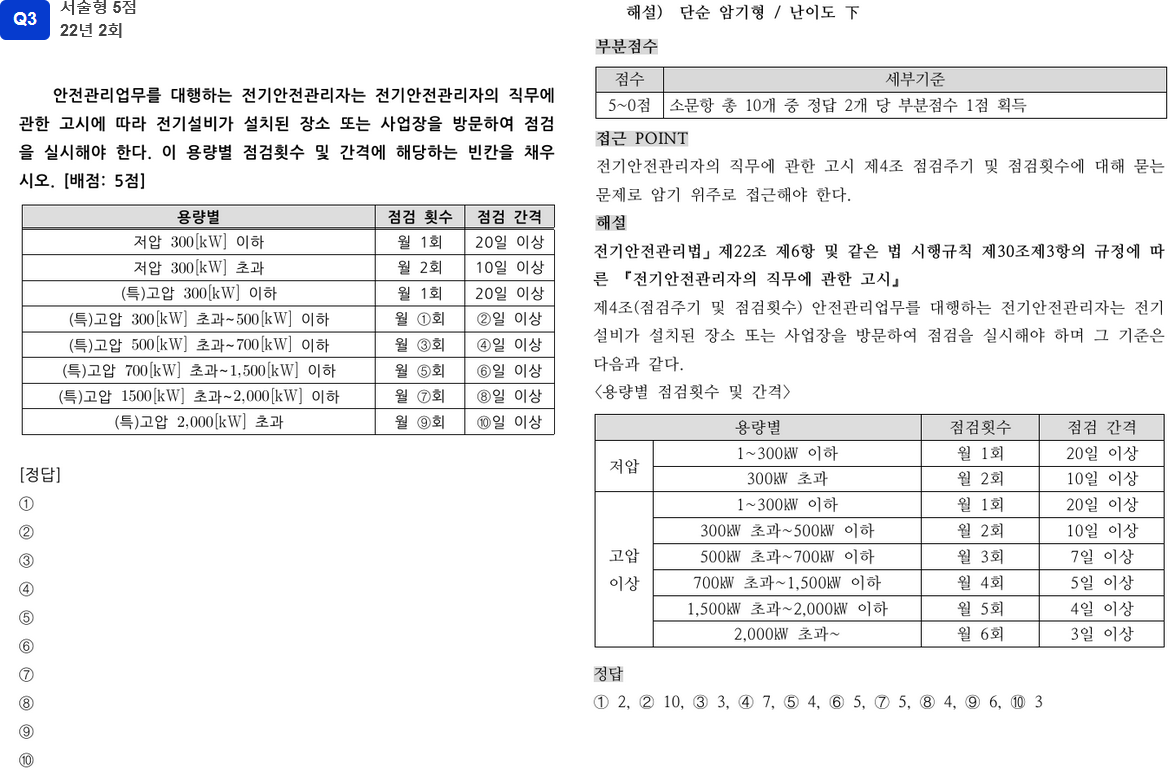 Q3
서술형 5점
22년 2회
안전관리업무를 대행하는 전기안전관리자는 전기안전관리자의 직무에
관한 고시에 따라 전기설비가 설치된 장소 또는 사업장을 방문하여 점검
을 실시해야 한다. 이 용량별 점검횟수 및 간격에 해당하는 빈칸을 채우
시오. [배점: 5점]
용량별 점검 횟수 점검 간격
저압 300[kW] 이하 월 1회 20일 이상
저압 300[kW] 초과 월 2회 10일 이상
(특)고압 300[kW] 이하 월 1회 20일 이상
(특)고압 300[kW] 초과~500[kW] 이하 월 ①회 ②일 이상
(특)고압 500[kW] 초과~700[kW] 이하 월 ③회 ④일 이상
(특)고압 700[kW] 초과~1,500[kW] 이하 월 ⑤회 ⑥일 이상
(특)고압 1500[kW] 초과~2,000[kW] 이하 월 ⑦회 ⑧일 이상
(특)고압 2,000[kW] 초과 월 ⑨회 ⑩일 이상
[정답]
①
②
③
④
⑤
⑥
⑦
⑧
⑨
⑩
해설) 단순 암기형 / 난이도 下
부분점수
점수 세부기준
5~0점 소문항 총 10개 중 정답 2개 당 부분점수 1점 획득
접근 POINT
전기안전관리자의 직무에 관한 고시 제4조 점검주기 및 점검횟수에 대해 묻는
문제로 암기 위주로 접근해야 한다.
해설
전기안전관리법」 제22조 제6항 및 같은 법 시행규칙 제30조제3항의 규정에 따
른 『전기안전관리자의 직무에 관한 고시』
제4조(점검주기 및 점검횟수) 안전관리업무를 대행하는 전기안전관리자는 전기
설비가 설치된 장소 또는 사업장을 방문하여 점검을 실시해야 하며 그 기준은
다음과 같다.
〈용량별 점검횟수 및 간격〉
용량별 점검횟수 점검 간격
저압 1~300㎾ 이하 월 1회 20일 이상
300㎾ 초과 월 2회 10일 이상
고압 이상 1~300㎾ 이하 월 1회 20일 이상
300㎾ 초과~500㎾ 이하 월 2회 10일 이상
500㎾ 초과~700㎾ 이하 월 3회 7일 이상
700㎾ 초과~1,500㎾ 이하 월 4회 5일 이상
1,500㎾ 초과~2,000㎾ 이하 월 5회 4일 이상
2,000㎾ 초과~ 월 6회 3일 이상
정답
① 2, ② 10, ③ 3, ④ 7, ⑤ 4, ⑥ 5, ⑦ 5, ⑧ 4, ⑨ 6, ⑩ 3